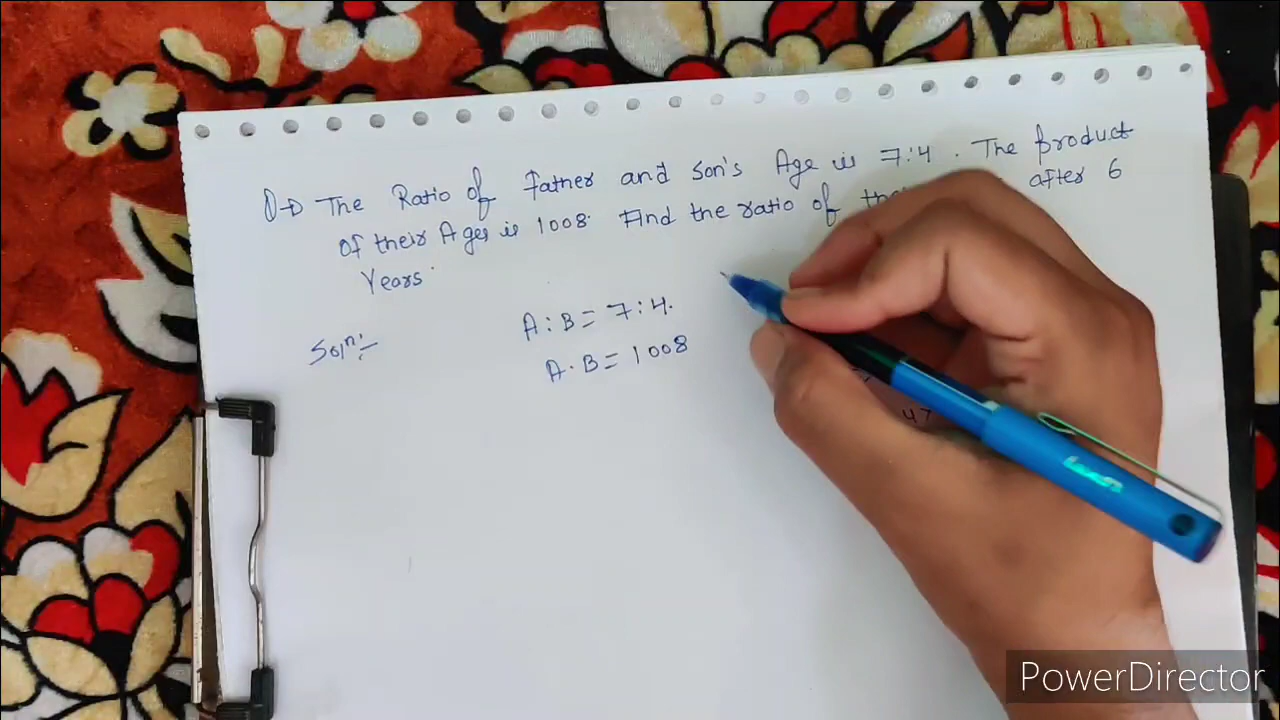 Q→ The Ratio of Father and Son's Age is 7:4. The product
of their Ages is 1008. Find the ratio of after 6
Years.
Solⁿ:-
A:B=7:4.
A.B=1008
47
PowerDirector